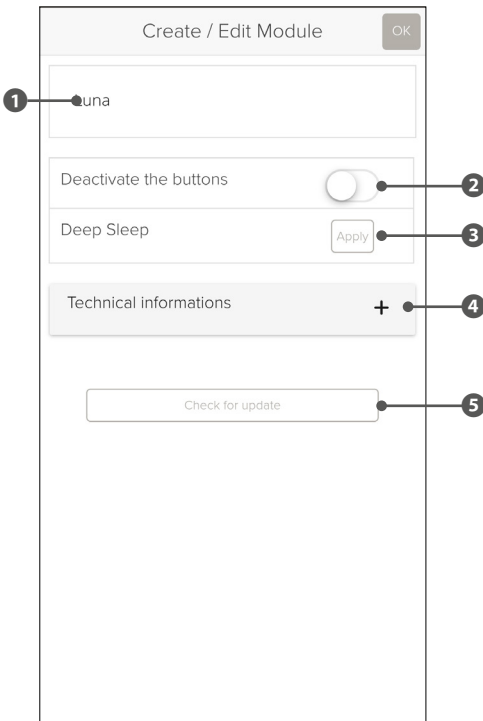 Create / Edit Module
OK
1
Luna
Deactivate the buttons
2
Deep Sleep
Apply
3
Technical informations
+
4
Check for update
5